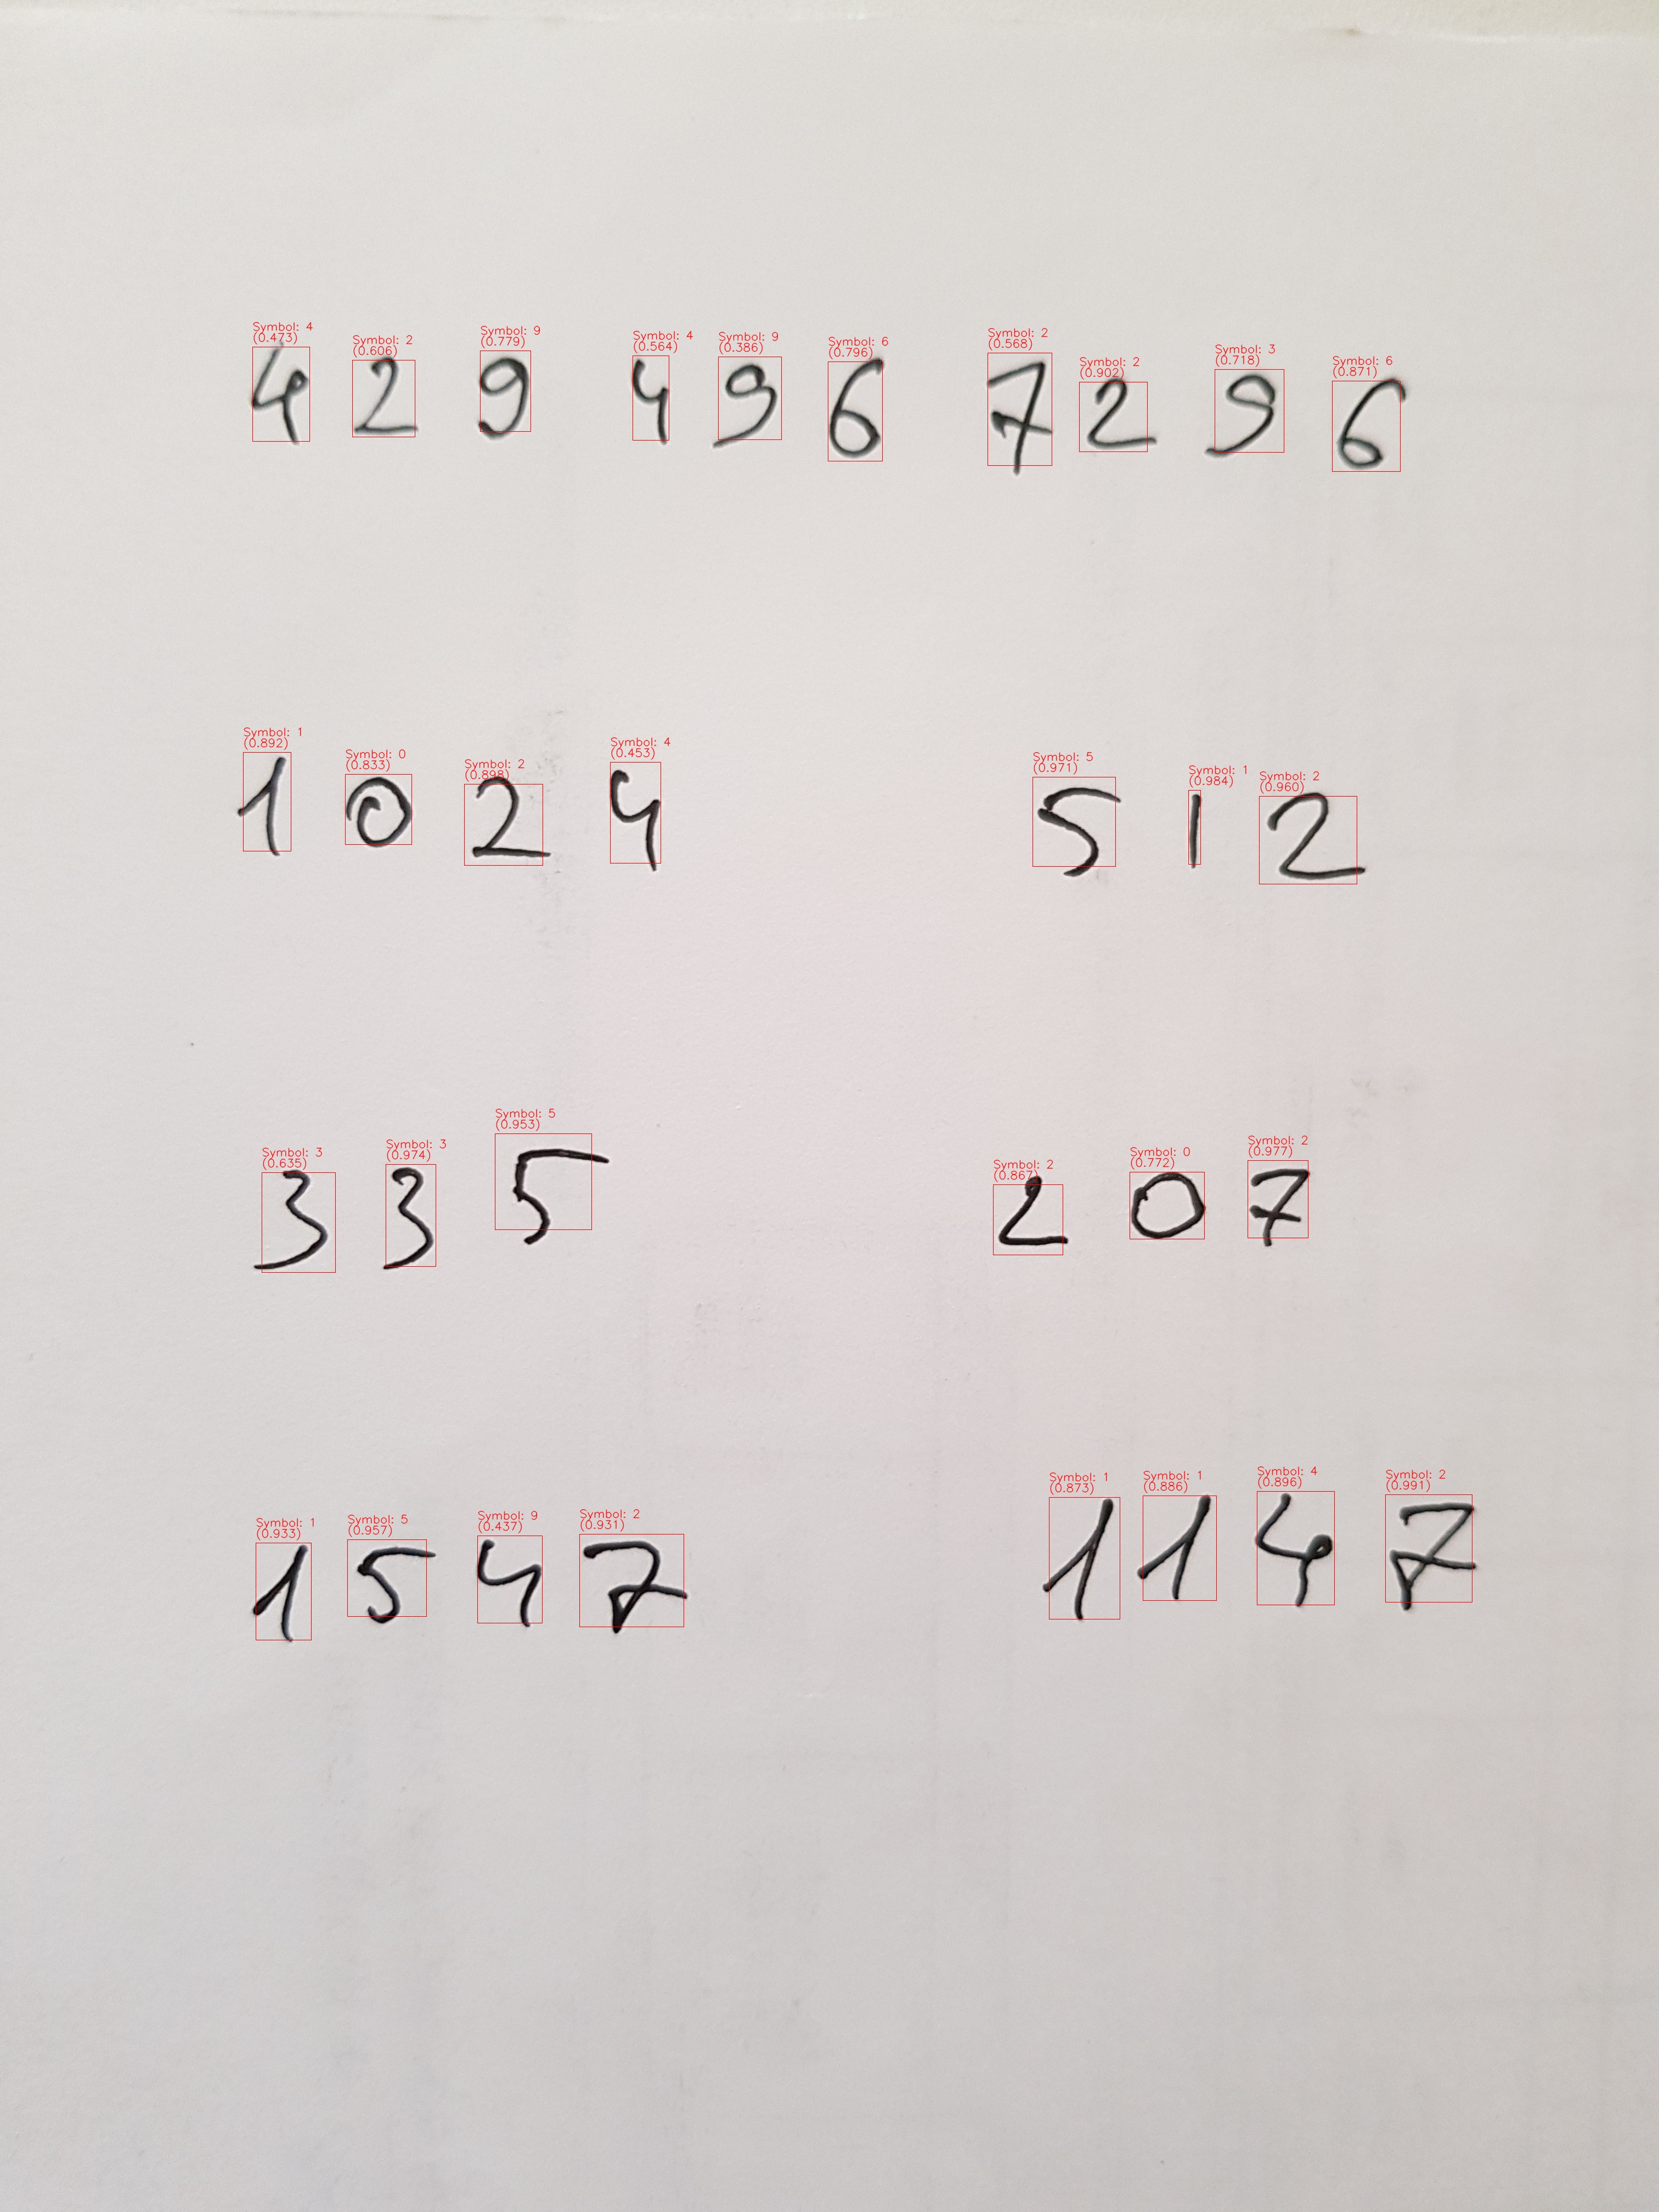 Symbol: 4 Symbol: 2 Symbol: 9 Symbol: 4 Symbol: 9 Symbol: 6 Symbol: 2 Symbol: 2 Symbol: 3 Symbol: 6
(0.473) (0.606) (0.779) (0.564) (0.386) (0.796) (0.568) (0.902) (0.718) (0.871)
4 2 9 4 9 6 7 2 9 6
Symbol: 1 Symbol: 0 Symbol: 2 Symbol: 4 Symbol: 5 Symbol: 1 Symbol: 2
(0.892) (0.833) (0.898) (0.453) (0.971) (0.984) (0.960)
1 0 2 4 5 1 2
Symbol: 3 Symbol: 3 Symbol: 5 Symbol: 2 Symbol: 0 Symbol: 2
(0.635) (0.974) (0.953) (0.867) (0.772) (0.977)
3 3 5 2 0 7
Symbol: 1 Symbol: 5 Symbol: 9 Symbol: 2 Symbol: 1 Symbol: 1 Symbol: 4 Symbol: 2
(0.933) (0.957) (0.437) (0.931) (0.873) (0.886) (0.896) (0.991)
1 5 4 7 1 1 4 7